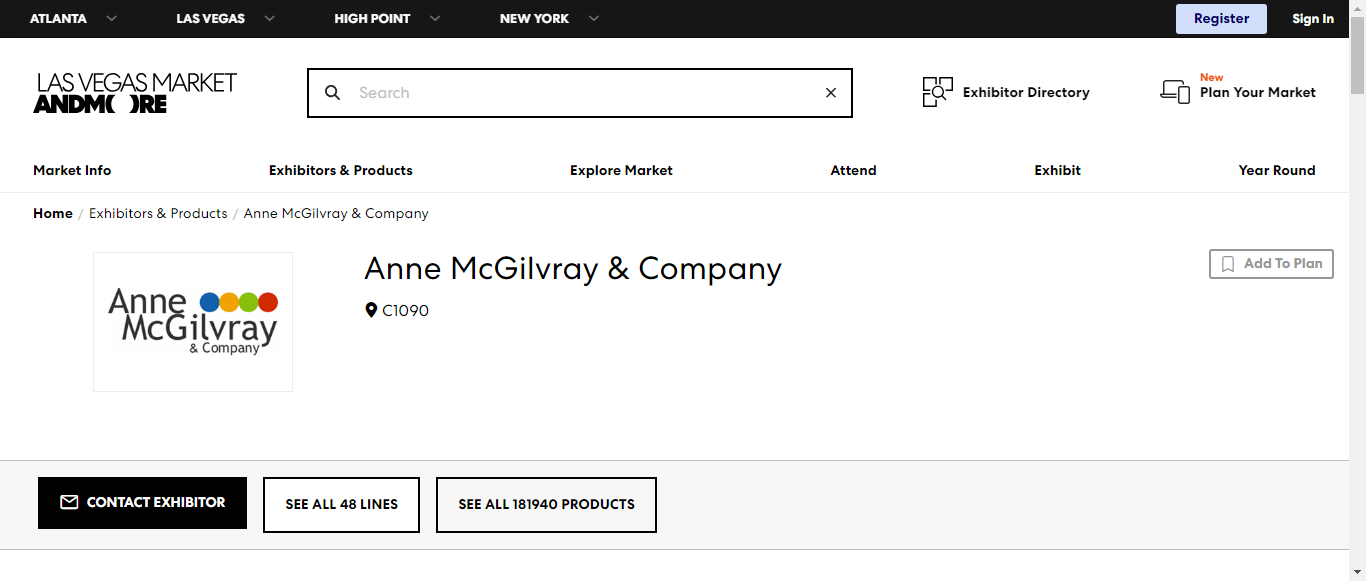 ATLANTA LAS VEGAS HIGH POINT NEW YORK Register Sign In
LAS VEGAS MARKET
ANDMORE
Search
Exhibitor Directory
New
Plan Your Market
Market Info Exhibitors & Products Explore Market Attend Exhibit Year Round
Home / Exhibitors & Products / Anne McGilvray & Company
Anne
McGilvray
& Company
Anne McGilvray & Company
C1090
Add To Plan
CONTACT EXHIBITOR SEE ALL 48 LINES SEE ALL 181940 PRODUCTS